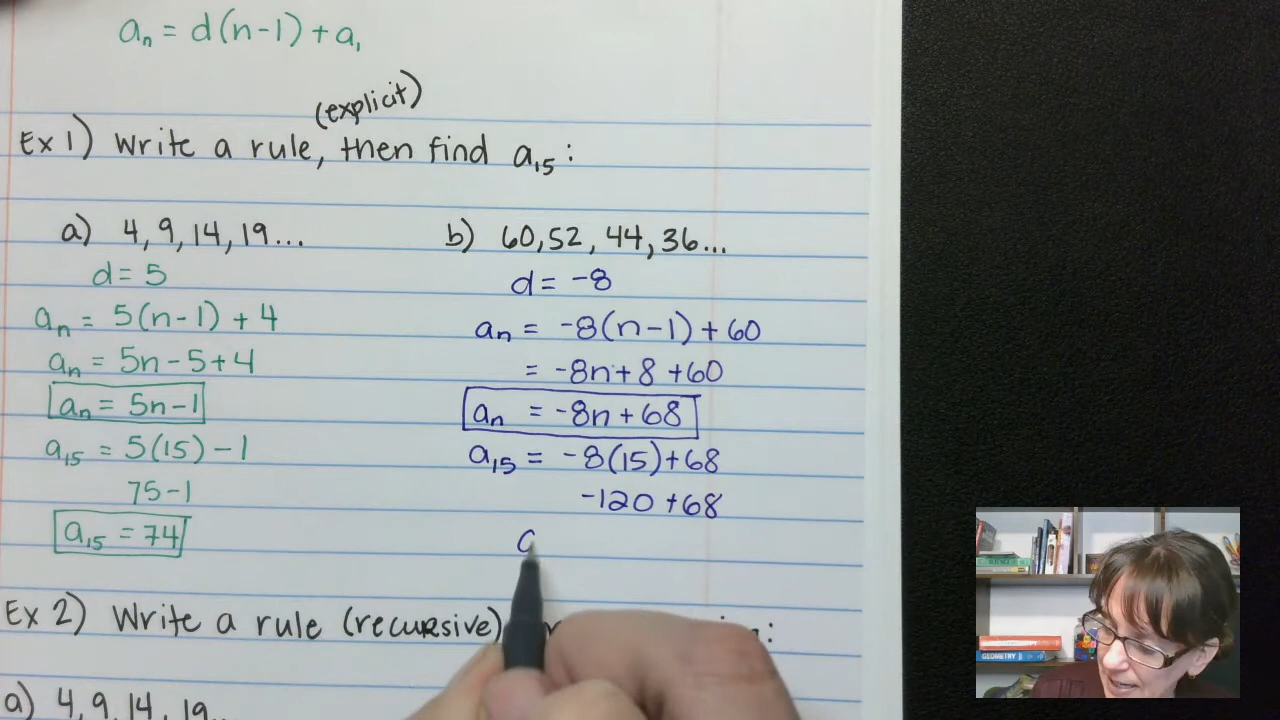 aₙ = d(n-1) + a₁
(explicit)
Ex 1) Write a rule, then find a₁₅:
a) 4, 9, 14, 19...
d = 5
aₙ = 5(n-1) + 4
aₙ = 5n - 5 + 4
aₙ = 5n - 1
a₁₅ = 5(15) - 1
75 - 1
a₁₅ = 74
b) 60, 52, 44, 36...
d = -8
aₙ = -8(n-1) + 60
= -8n + 8 + 60
aₙ = -8n + 68
a₁₅ = -8(15) + 68
-120 + 68
a
Ex 2) Write a rule (recursive)
a) 4, 9, 14, 19...
GEOMETRY